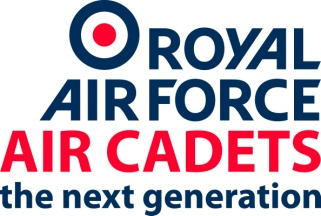 ROYAL
AIR FORCE
AIR CADETS
the next generation